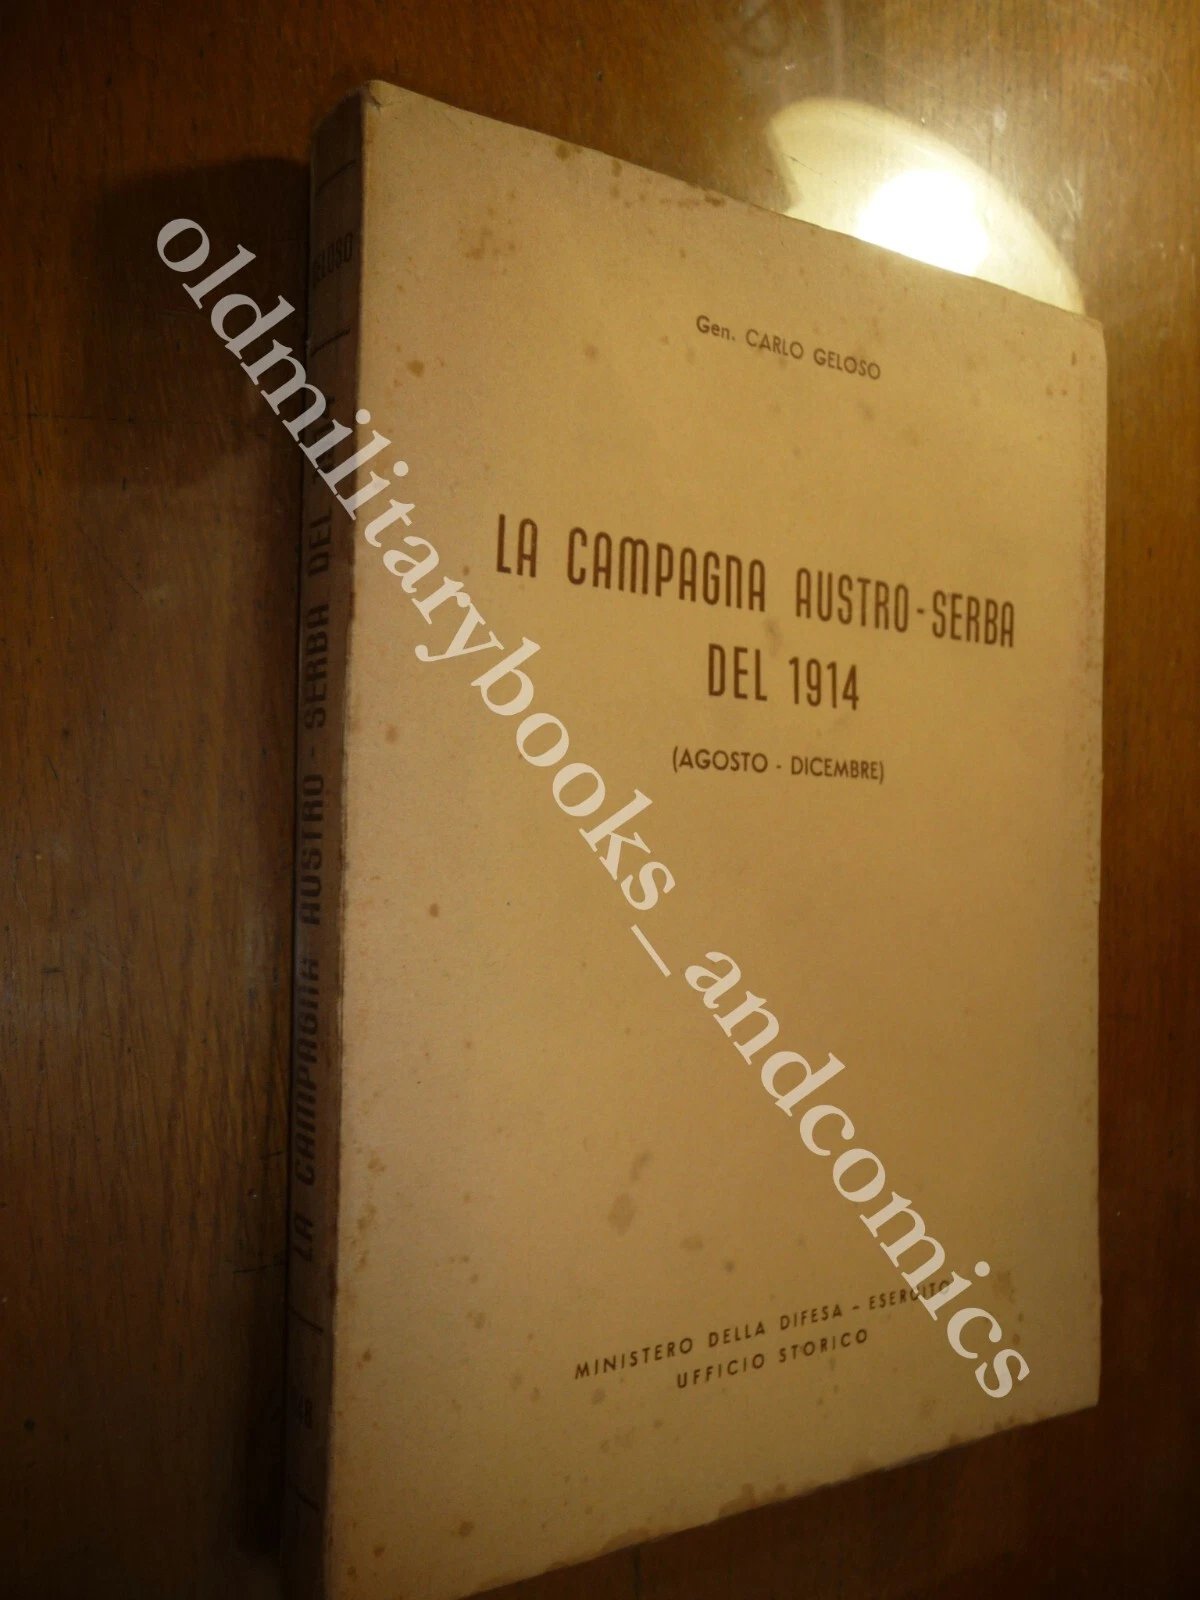 Gen. CARLO GELOSO
LA CAMPAGNA AUSTRO-SERBA
DEL 1914
(AGOSTO - DICEMBRE)
MINISTERO DELLA DIFESA - ESERCITO
UFFICIO STORICO
LA CAMPAGNA AUSTRO-SERBA DEL
oldmilitarybooks_andcomics